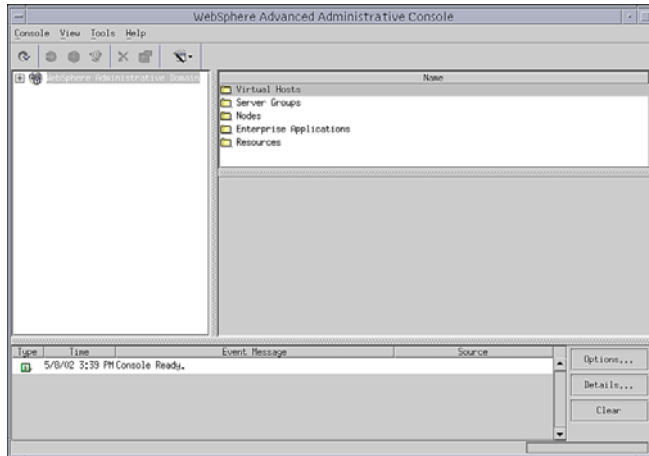 WebSphere Advanced Administrative Console
Console View Tools Help
WebSphere Administrative Domain
Name
Virtual Hosts
Server Groups
Nodes
Enterprise Applications
Resources
Type Time Event Message Source
5/8/02 3:39 PM Console Ready.
Options...
Details...
Clear